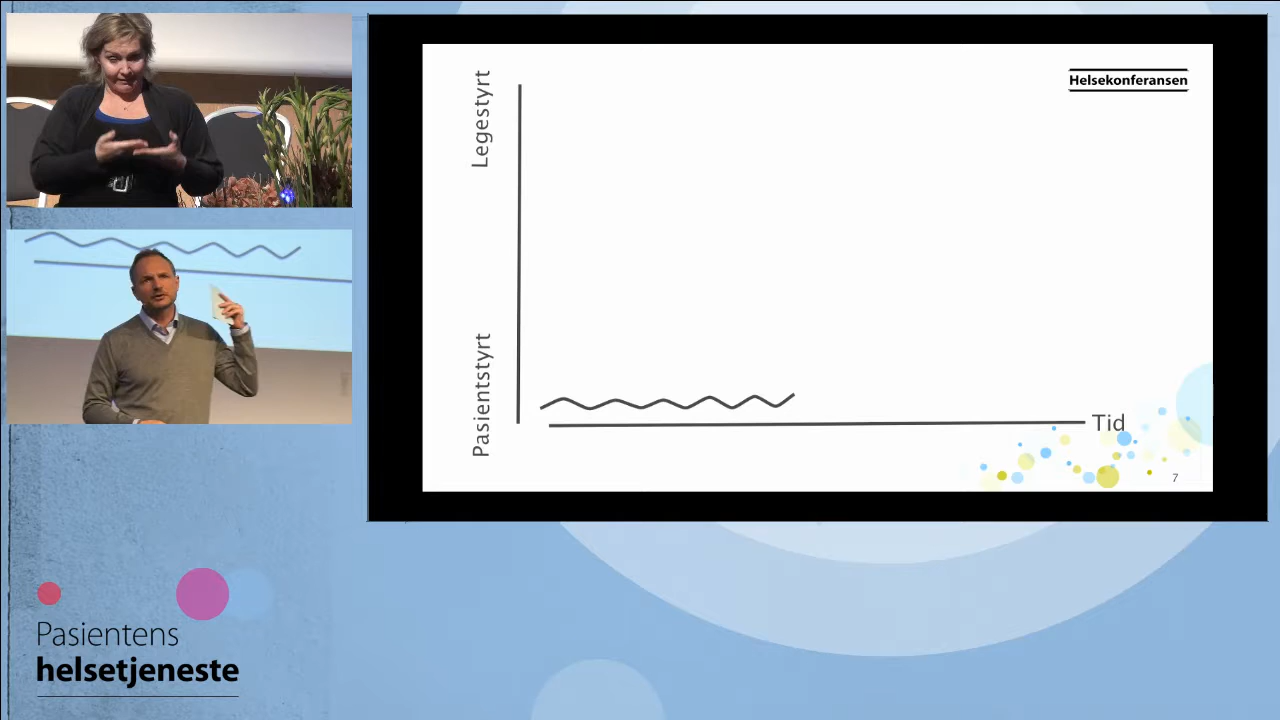 Helsekonferansen
Legestyrt
Pasientstyrt
Tid
7
Pasientens
helsetjeneste